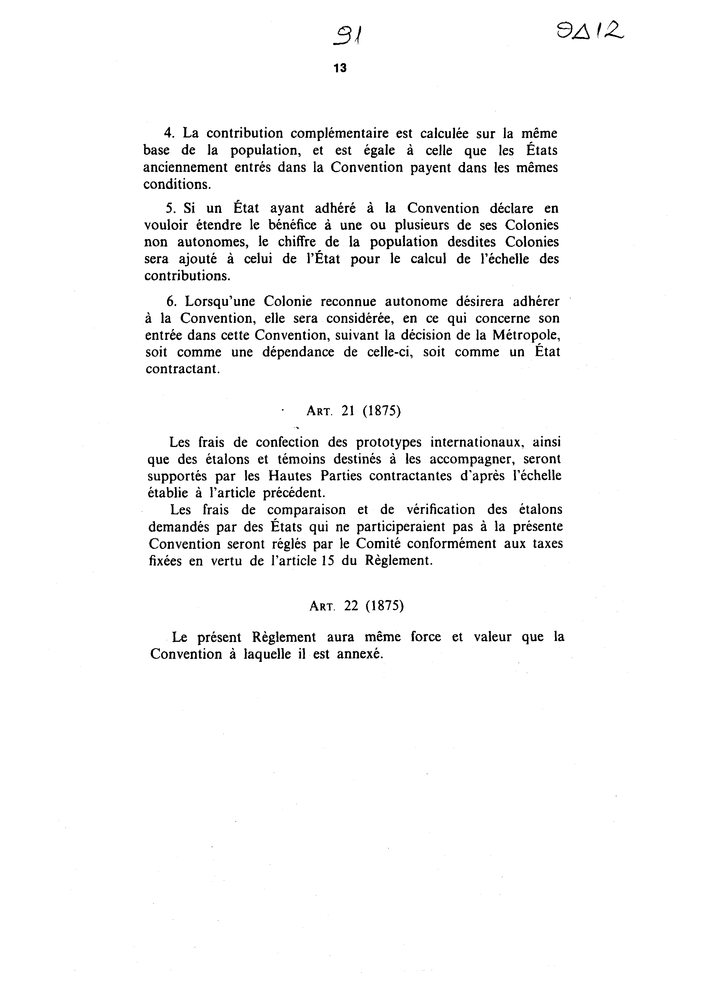 91
9Δ12
13
4. La contribution complémentaire est calculée sur la même
base de la population, et est égale à celle que les États
anciennement entrés dans la Convention payent dans les mêmes
conditions.
5. Si un État ayant adhéré à la Convention déclare en
vouloir étendre le bénéfice à une ou plusieurs de ses Colonies
non autonomes, le chiffre de la population desdites Colonies
sera ajouté à celui de l'État pour le calcul de l'échelle des
contributions.
6. Lorsqu'une Colonie reconnue autonome désirera adhérer
à la Convention, elle sera considérée, en ce qui concerne son
entrée dans cette Convention, suivant la décision de la Métropole,
soit comme une dépendance de celle-ci, soit comme un État
contractant.
ART. 21 (1875)
Les frais de confection des prototypes internationaux, ainsi
que des étalons et témoins destinés à les accompagner, seront
supportés par les Hautes Parties contractantes d'après l'échelle
établie à l'article précédent.
Les frais de comparaison et de vérification des étalons
demandés par des États qui ne participeraient pas à la présente
Convention seront réglés par le Comité conformément aux taxes
fixées en vertu de l'article 15 du Règlement.
ART. 22 (1875)
Le présent Règlement aura même force et valeur que la
Convention à laquelle il est annexé.